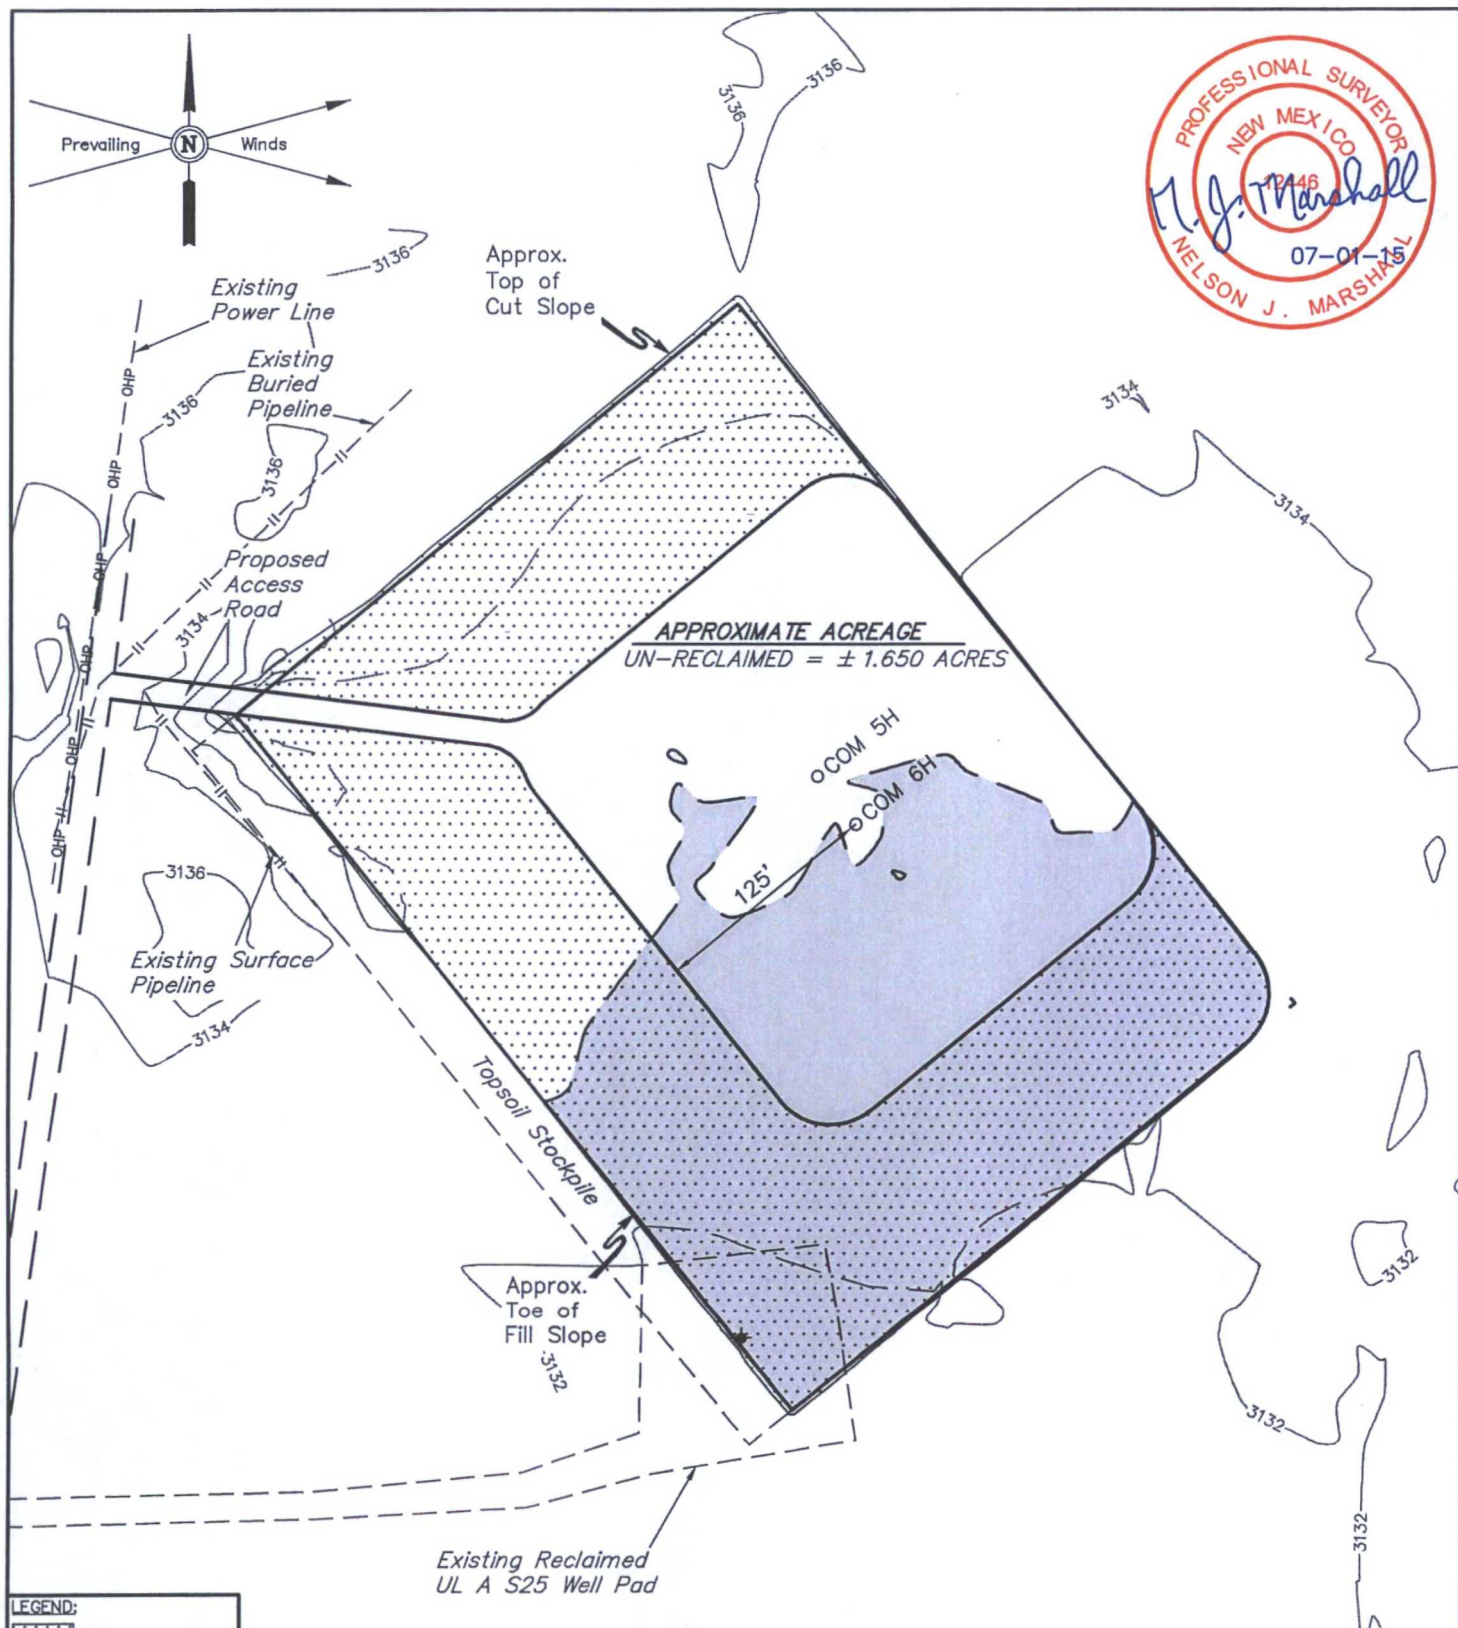 Prevailing
N
Winds
3136
3136
3136
Approx.
Top of
Cut Slope
PROFESSIONAL SURVEYOR
NEW MEXICO
12446
N. J. Marshall
07-01-15
NELSON J. MARSHALL
Existing
Power Line
Existing
Buried
Pipeline
OHP
3136
3134
OHP
3136
3134
Proposed
Access
Road
OHP
3134
APPROXIMATE ACREAGE
UN-RECLAIMED = ± 1.650 ACRES
OHP
OHP
COM 5H
COM 6H
OHP
125'
3136
Existing Surface
Pipeline
3134
Topsoil Stockpile
Approx.
Toe of
Fill Slope
3132
3132
3132
3132
Existing Reclaimed
UL A S25 Well Pad
LEGEND: